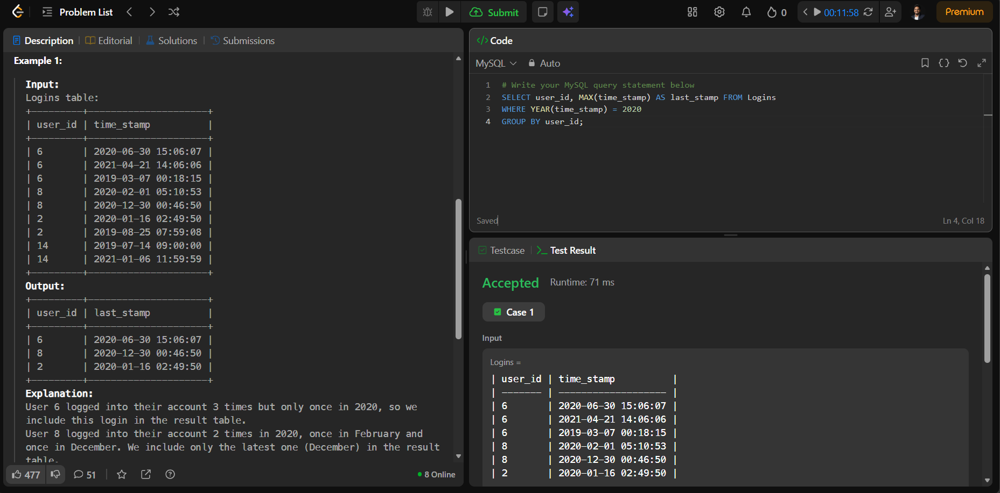 Problem List
Submit
0
00:11:58
Premium
Description
Editorial
Solutions
Submissions
Example 1:
Input:
Logins table:
+---------+---------------------+
| user_id | time_stamp          |
+---------+---------------------+
| 6       | 2020-06-30 15:06:07 |
| 6       | 2021-04-21 14:06:06 |
| 6       | 2019-03-07 00:18:15 |
| 8       | 2020-02-01 05:10:53 |
| 8       | 2020-12-30 00:46:50 |
| 2       | 2020-01-16 02:49:50 |
| 2       | 2019-08-25 07:59:08 |
| 14      | 2019-07-14 09:00:00 |
| 14      | 2021-01-06 11:59:59 |
+---------+---------------------+
Output:
+---------+---------------------+
| user_id | last_stamp          |
+---------+---------------------+
| 6       | 2020-06-30 15:06:07 |
| 8       | 2020-12-30 00:46:50 |
| 2       | 2020-01-16 02:49:50 |
+---------+---------------------+
Explanation:
User 6 logged into their account 3 times but only once in 2020, so we
include this login in the result table.
User 8 logged into their account 2 times in 2020, once in February and
once in December. We include only the latest one (December) in the result
table.
477
51
8 Online
</> Code
MySQL
Auto
1 # Write your MySQL query statement below
2 SELECT user_id, MAX(time_stamp) AS last_stamp FROM Logins
3 WHERE YEAR(time_stamp) = 2020
4 GROUP BY user_id;
Saved
Ln 4, Col 18
Testcase
Test Result
Accepted
Runtime: 71 ms
Case 1
Input
Logins =
| user_id | time_stamp          |
| ------- | ------------------- |
| 6       | 2020-06-30 15:06:07 |
| 6       | 2021-04-21 14:06:06 |
| 6       | 2019-03-07 00:18:15 |
| 8       | 2020-02-01 05:10:53 |
| 8       | 2020-12-30 00:46:50 |
| 2       | 2020-01-16 02:49:50 |